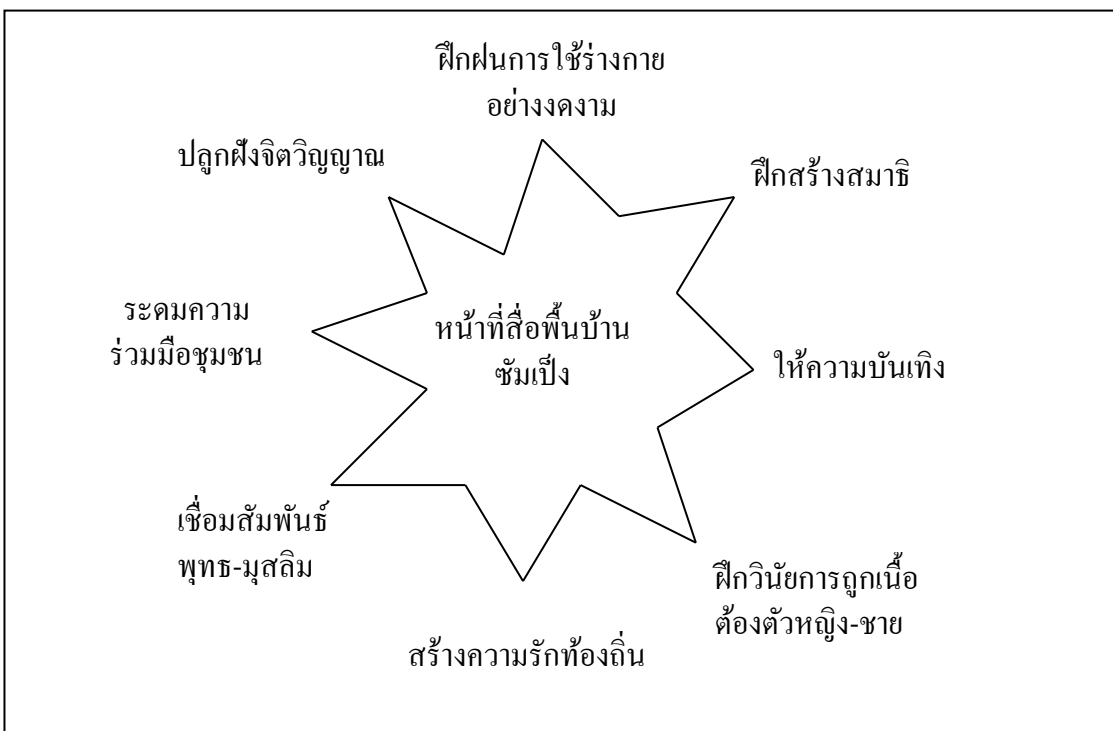 ฝึกฝนการใช้ร่างกาย
อย่างงดงาม
ปลูกฝังจิตวิญญาณ
ฝึกสร้างสมาธิ
ระดมความ
ร่วมมือชุมชน
หน้าที่สื่อพื้นบ้าน
ซัมเป็ง
ให้ความบันเทิง
เชื่อมสัมพันธ์
พุทธ-มุสลิม
ฝึกวินัยการถูกเนื้อ
ต้องตัวหญิง-ชาย
สร้างความรักท้องถิ่น